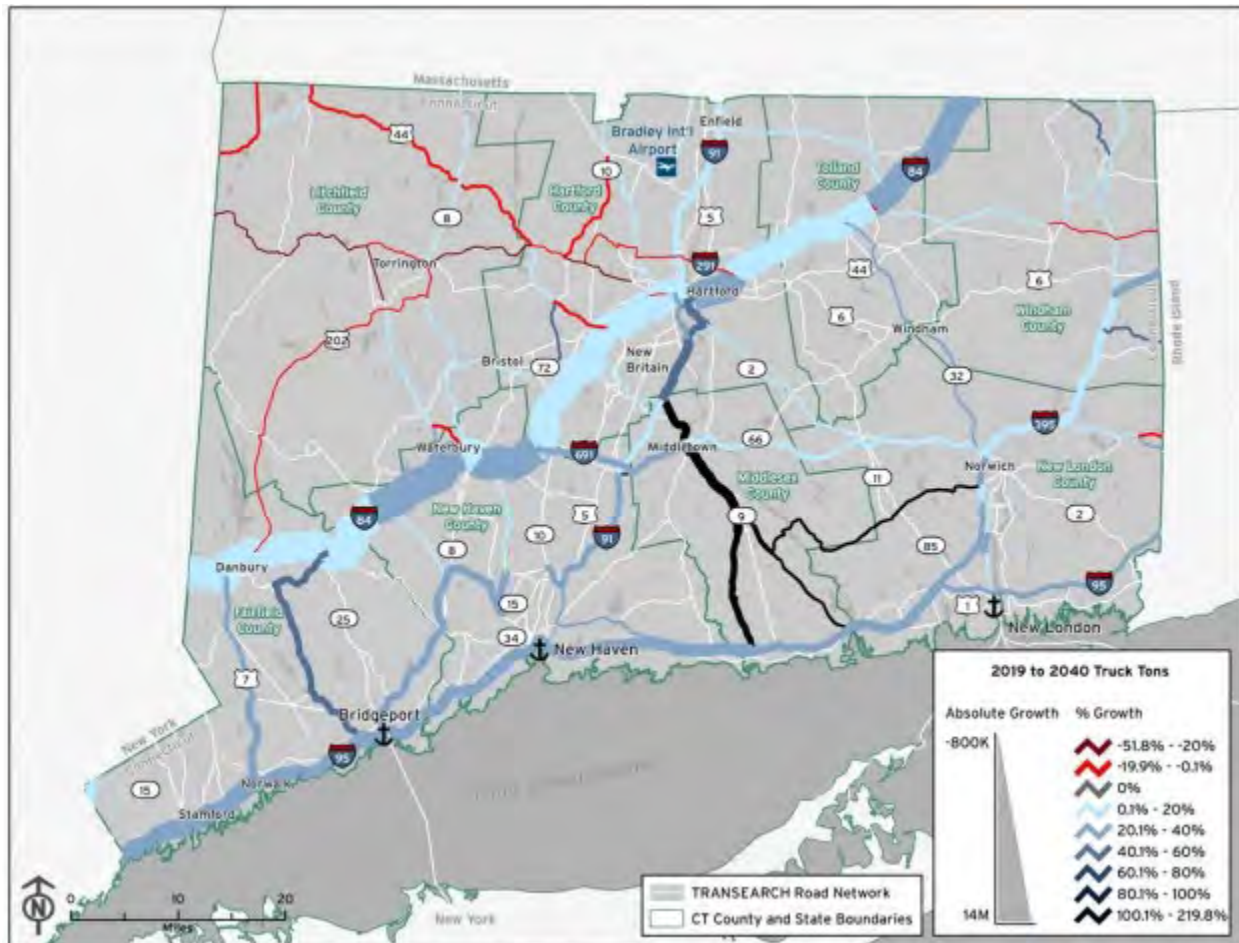 Massachusetts
Connecticut
44
Bradley Int'l
Airport
Enfield
91
10
Tolland
County
84
Litchfield
County
Hartford
County
8
5
Torrington
291
Hartford
44
6
6
Windham
County
Rhode Island
202
Windham
Bristol
72
New
Britain
2
32
395
Waterbury
691
Middletown
66
Norwich
New London
County
Middlesex
County
11
84
New Haven
County
5
9
2
8
10
91
85
Danbury
95
15
1
Fairfield
County
25
34
New Haven
New London
7
Bridgeport
New York
Connecticut
95
15
Norwalk
Stamford
2019 to 2040 Truck Tons
Absolute Growth
% Growth
-800K
-51.8% - -20%
-19.9% - -0.1%
0%
0.1% - 20%
20.1% - 40%
40.1% - 60%
60.1% - 80%
80.1% - 100%
14M
100.1% - 219.8%
N
0
10
20
Miles
TRANSEARCH Road Network
CT County and State Boundaries
New York